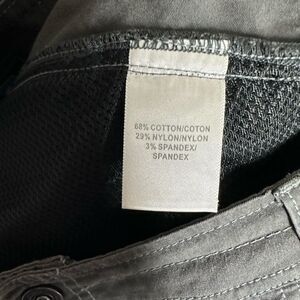 68% COTTON/COTON
29% NYLON/NYLON
3% SPANDEX/
SPANDEX